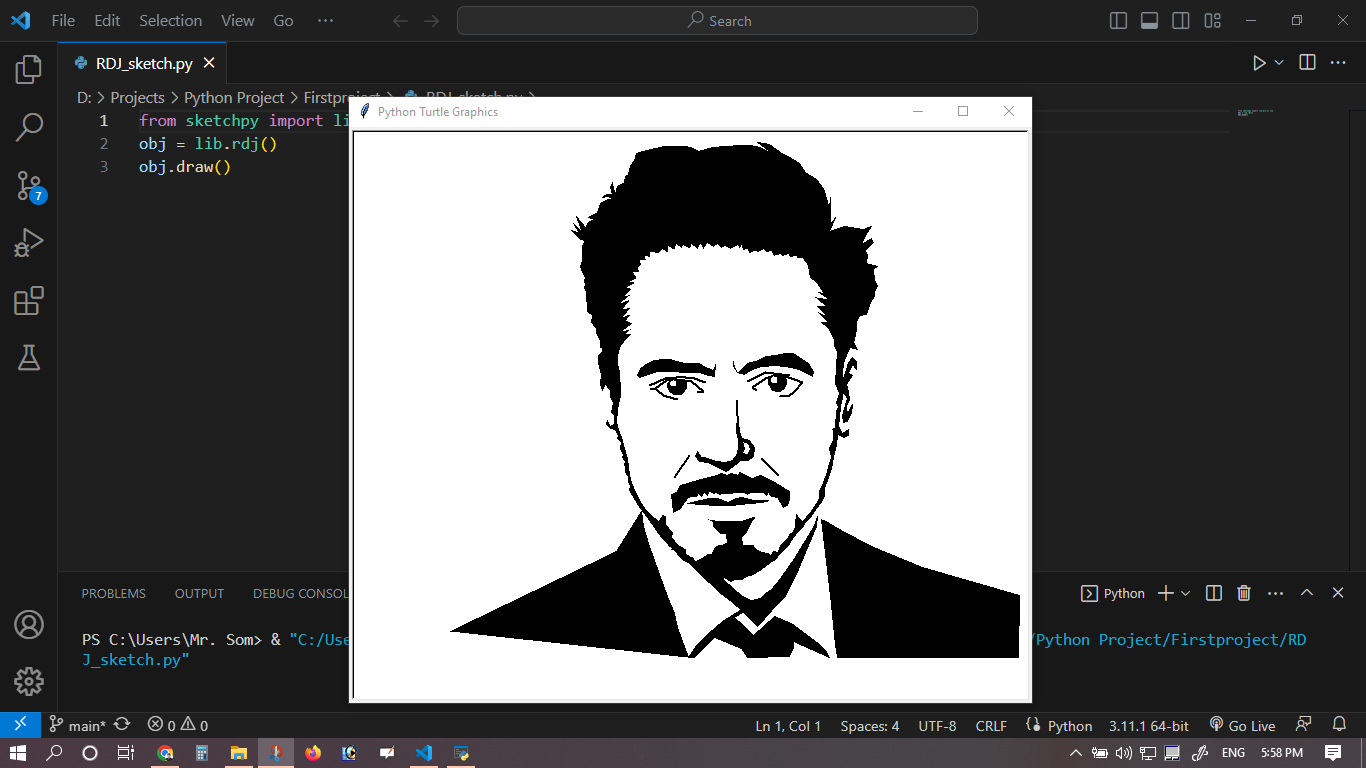 File Edit Selection View Go ··· Search
RDJ_sketch.py
D: > Projects > Python Project > Firstproject > RDJ_sketch.py >
Python Turtle Graphics
1 from sketchpy import li
2 obj = lib.rdj()
3 obj.draw()
PROBLEMS OUTPUT DEBUG CONSOL
Python
PS C:\Users\Mr. Som> & "C:/Use /Python Project/Firstproject/RD
J_sketch.py"
7
main* 0 0 Ln 1, Col 1 Spaces: 4 UTF-8 CRLF Python 3.11.1 64-bit Go Live
ENG 5:58 PM